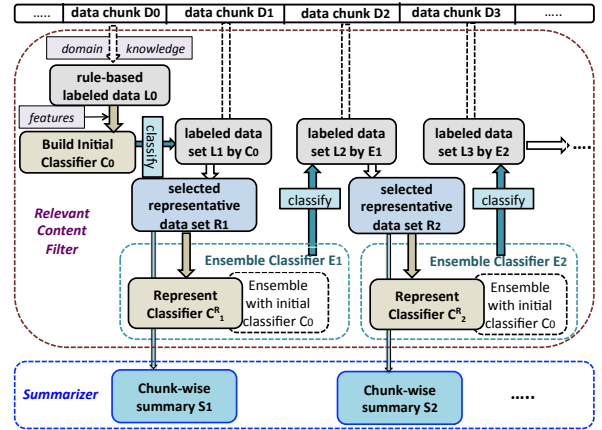 ..... data chunk D0 data chunk D1 data chunk D2 data chunk D3 .....
domain knowledge
rule-based
labeled data L0
features
Build Initial
Classifier C0
classify
labeled data
set L1 by C0
labeled data
set L2 by E1
labeled data
set L3 by E2
....
selected
representative
data set R1
classify
selected
representative
data set R2
classify
Relevant
Content
Filter
Ensemble Classifier E1
Represent
Classifier C^R_1
Ensemble
with initial
classifier C0
Ensemble Classifier E2
Represent
Classifier C^R_2
Ensemble
with initial
classifier C0
Summarizer
Chunk-wise
summary S1
Chunk-wise
summary S2
.....